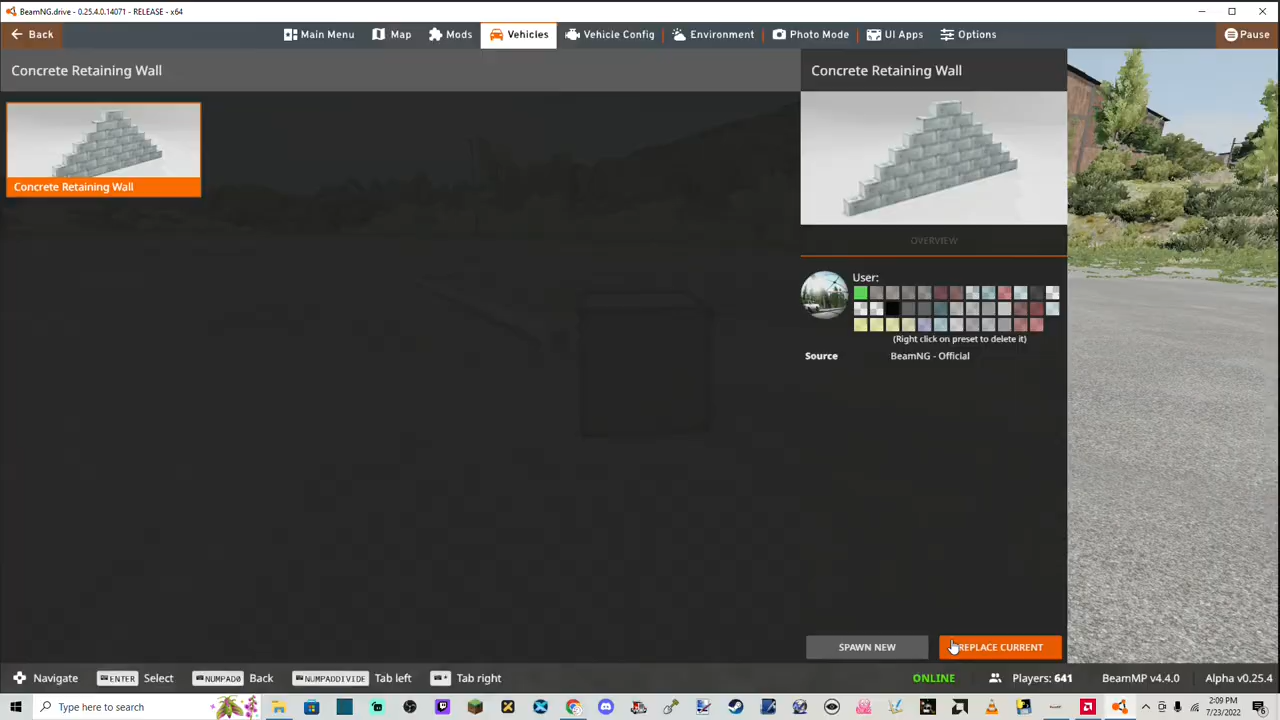 BeamNG.drive - 0.25.4.0.14071 - RELEASE - x64
Back Main Menu Map Mods Vehicles Vehicle Config Environment Photo Mode UI Apps Options Pause
Concrete Retaining Wall
Concrete Retaining Wall
Concrete Retaining Wall
OVERVIEW
User:
(Right click on preset to delete it)
Source BeamNG - Official
SPAWN NEW REPLACE CURRENT
Navigate ENTER Select NUMPAD0 Back NUMPADDIVIDE Tab left Tab right ONLINE Players: 641 BeamMP v4.4.0 Alpha v0.25.4
Type here to search
2:09 PM
7/23/2022
6